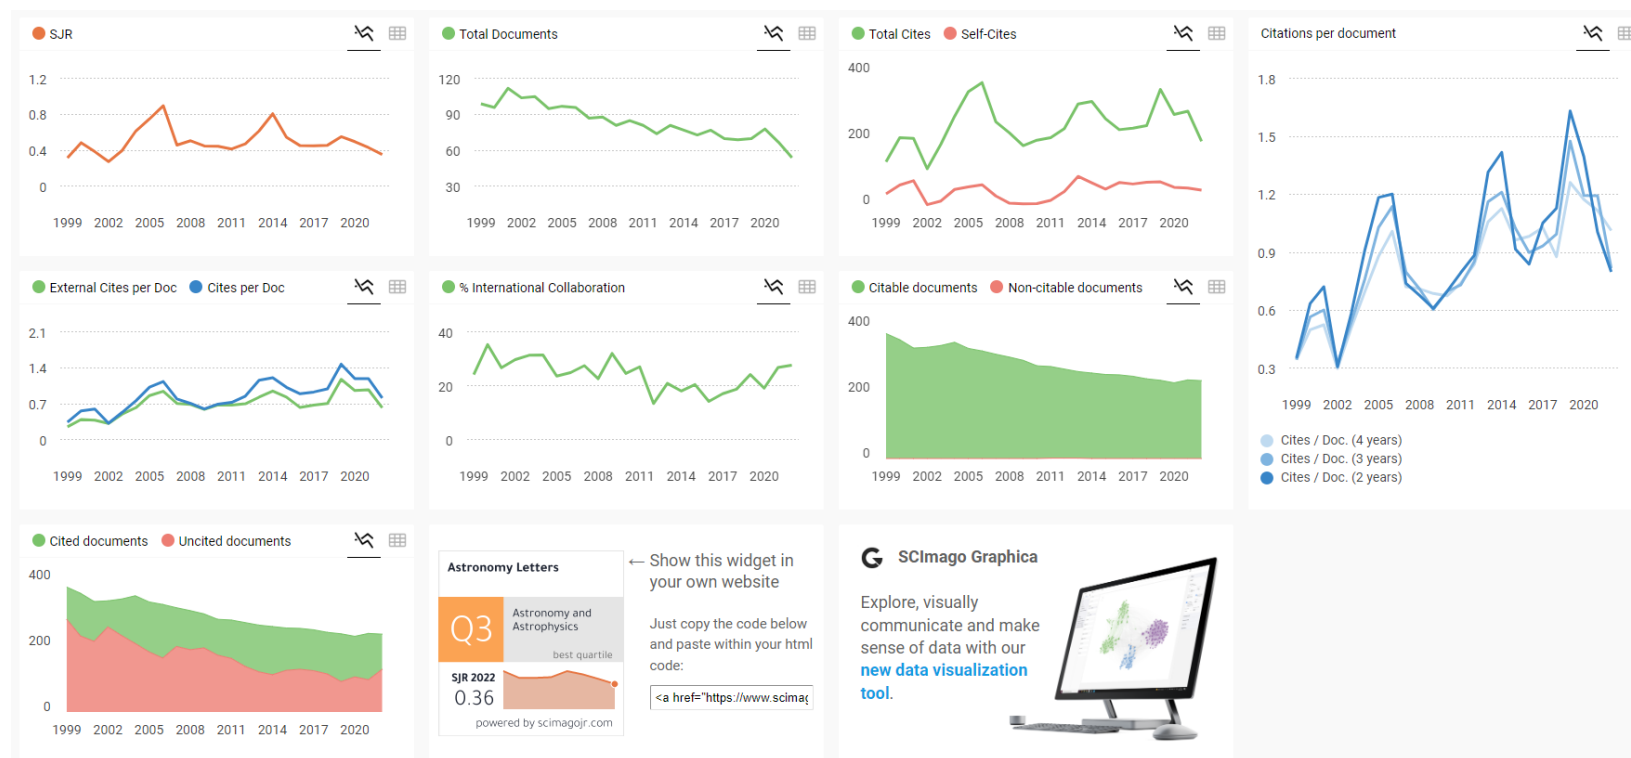 SJR
1.2
0.8
0.4
0
1999 2002 2005 2008 2011 2014 2017 2020
Total Documents
120
90
60
30
1999 2002 2005 2008 2011 2014 2017 2020
Total Cites Self-Cites
400
200
0
1999 2002 2005 2008 2011 2014 2017 2020
Citations per document
1.8
1.5
1.2
0.9
0.6
0.3
1999 2002 2005 2008 2011 2014 2017 2020
Cites / Doc. (4 years)
Cites / Doc. (3 years)
Cites / Doc. (2 years)
External Cites per Doc Cites per Doc
2.1
1.4
0.7
0
1999 2002 2005 2008 2011 2014 2017 2020
% International Collaboration
40
20
0
1999 2002 2005 2008 2011 2014 2017 2020
Citable documents Non-citable documents
400
200
0
1999 2002 2005 2008 2011 2014 2017 2020
Cited documents Uncited documents
400
200
0
1999 2002 2005 2008 2011 2014 2017 2020
Astronomy Letters
Q3
Astronomy and
Astrophysics
best quartile
SJR 2022
0.36
powered by scimagojr.com
← Show this widget in
your own website
Just copy the code below
and paste within your html
code:
<a href="https://www.scimag
SCImago Graphica
Explore, visually
communicate and make
sense of data with our
new data visualization
tool.